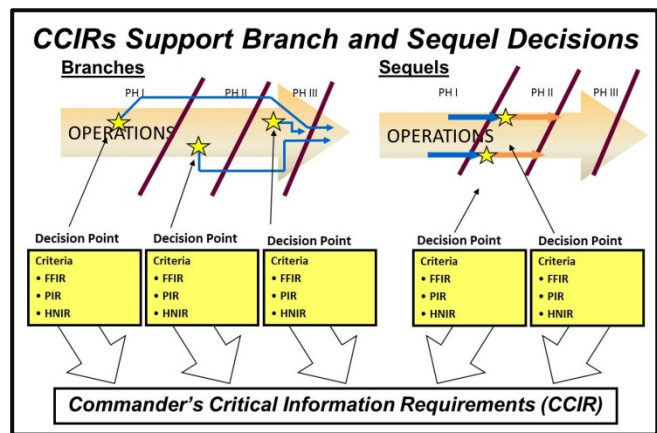 CCIRs Support Branch and Sequel Decisions
Branches
PH I
PH II
PH III
OPERATIONS
Sequels
PH I
PH II
PH III
OPERATIONS
Decision Point
Criteria
• FFIR
• PIR
• HNIR
Decision Point
Criteria
• FFIR
• PIR
• HNIR
Decision Point
Criteria
• FFIR
• PIR
• HNIR
Decision Point
Criteria
• FFIR
• PIR
• HNIR
Decision Point
Criteria
• FFIR
• PIR
• HNIR
Commander's Critical Information Requirements (CCIR)